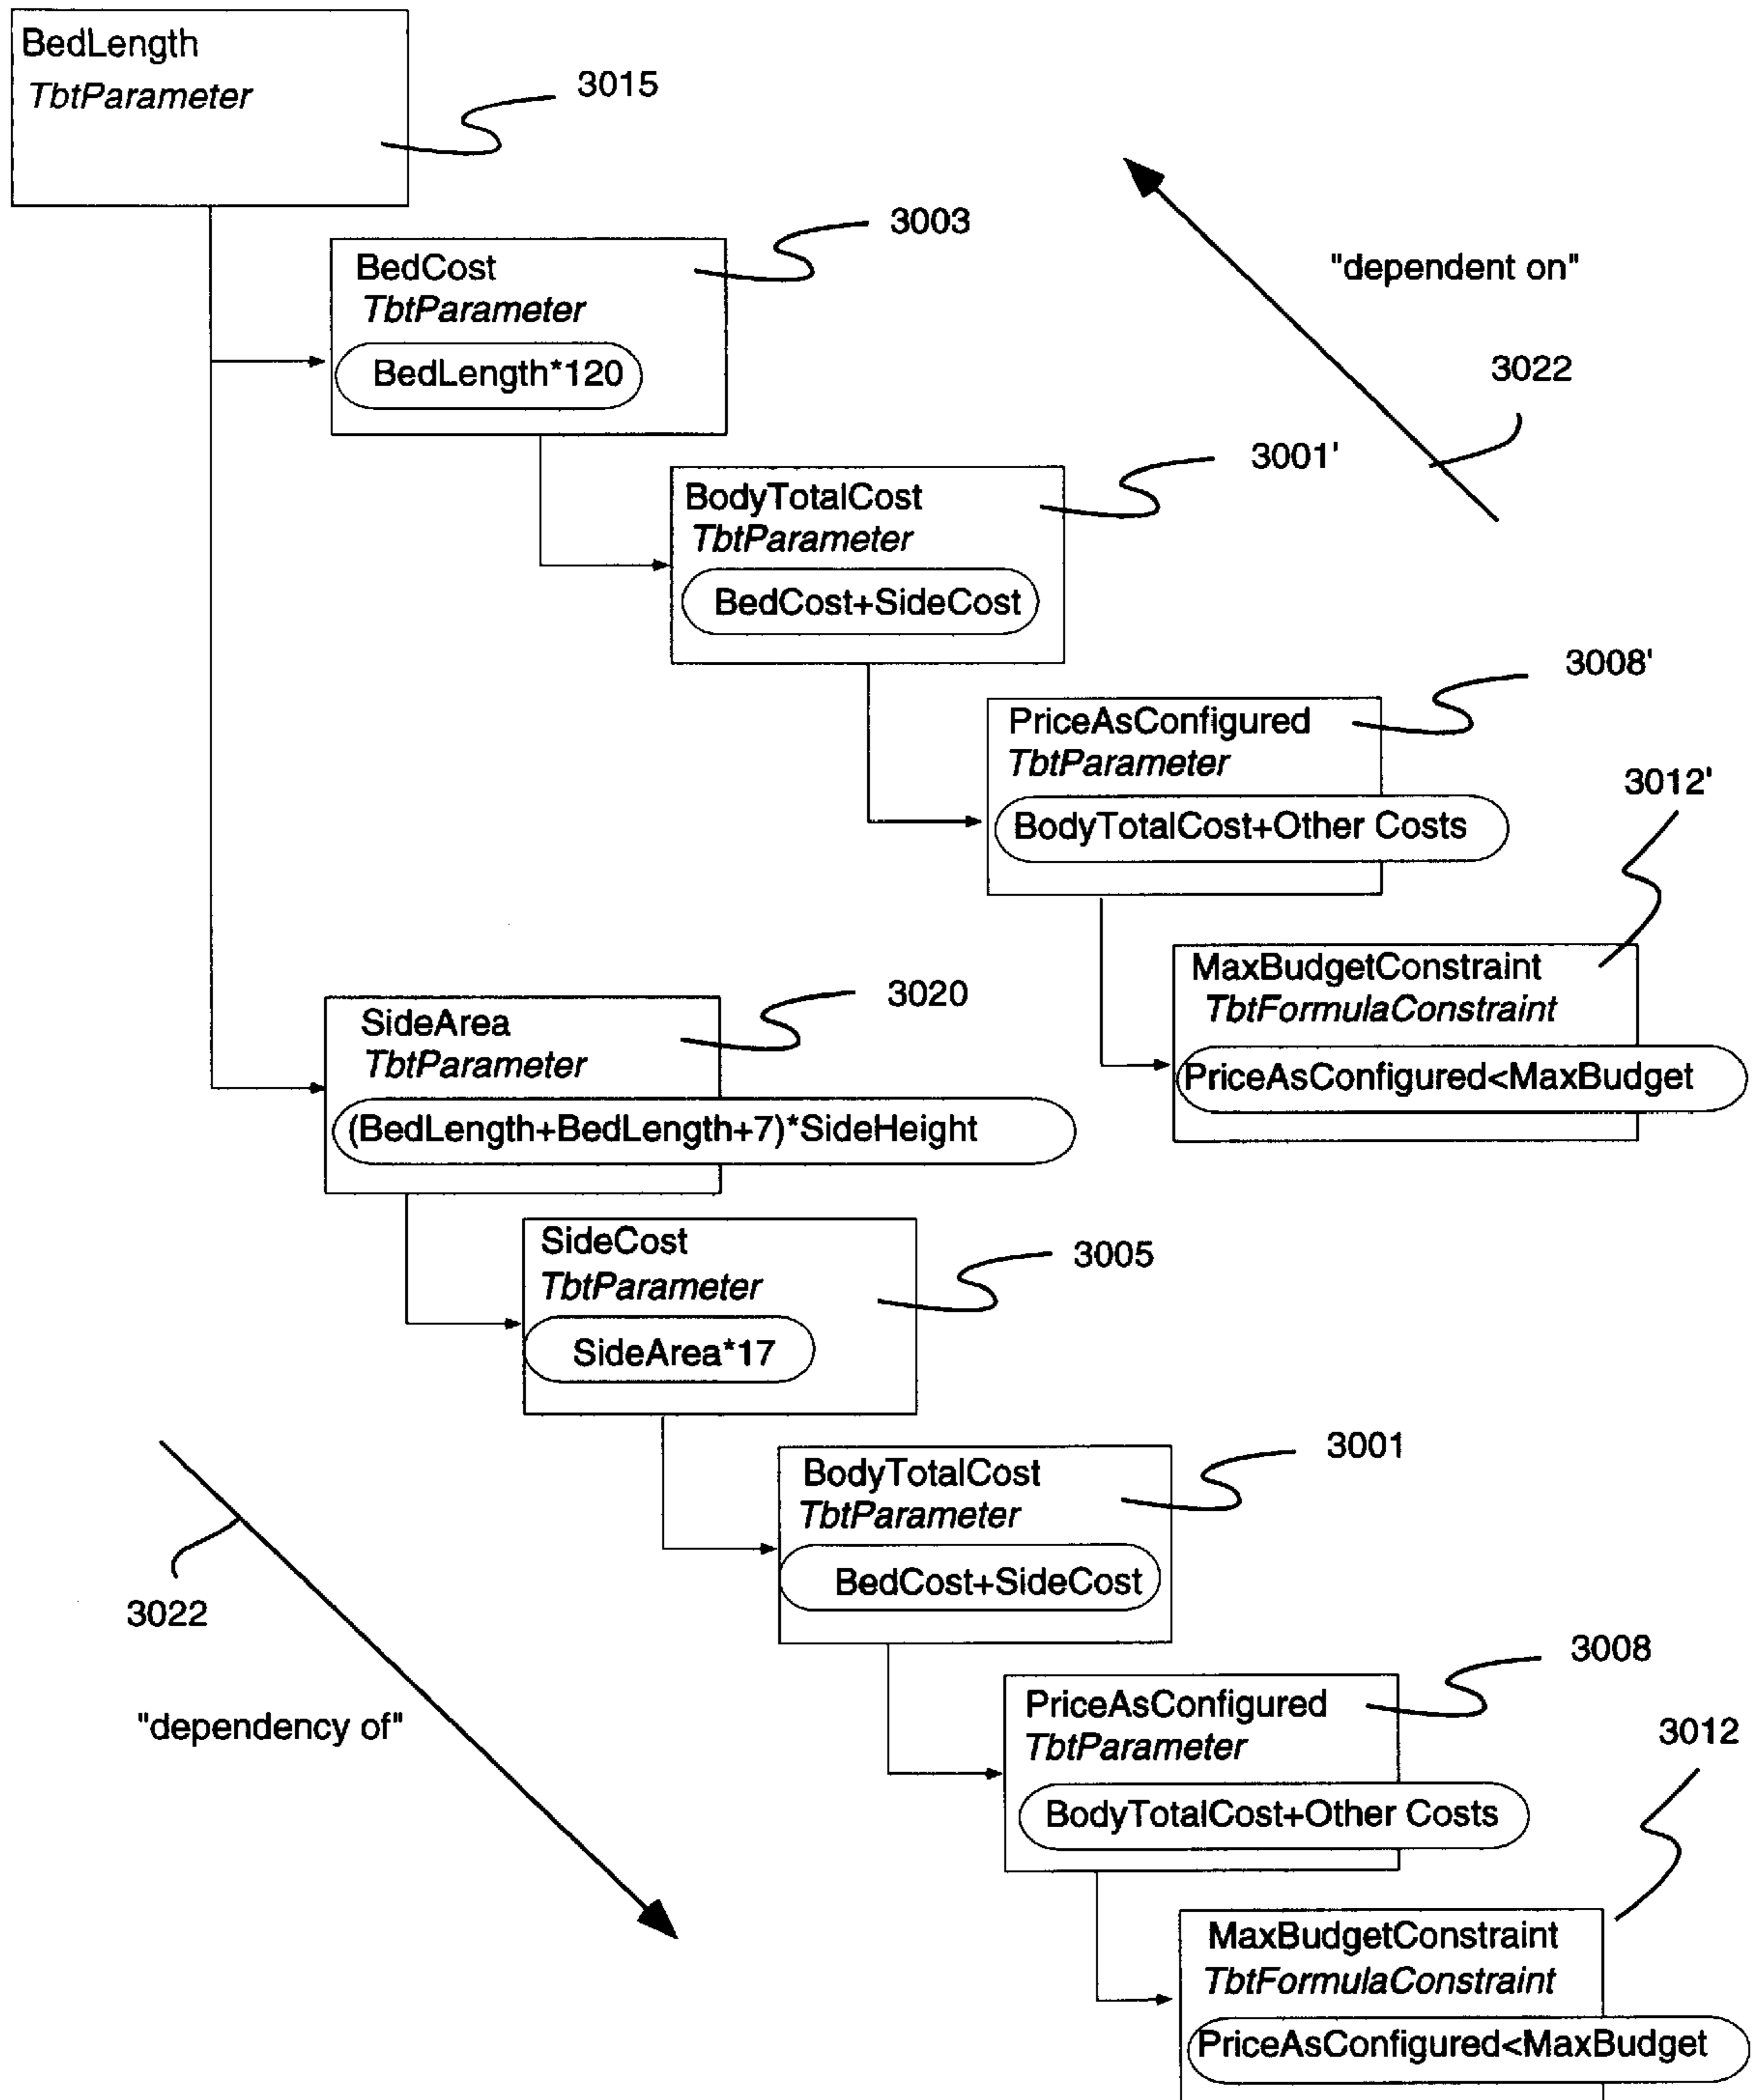 BedLength
TbtParameter
3015
3003
BedCost
TbtParameter
BedLength*120
"dependent on"
3022
3001'
BodyTotalCost
TbtParameter
BedCost+SideCost
3008'
PriceAsConfigured
TbtParameter
BodyTotalCost+Other Costs
3012'
MaxBudgetConstraint
TbtFormulaConstraint
PriceAsConfigured<MaxBudget
3020
SideArea
TbtParameter
(BedLength+BedLength+7)*SideHeight
3005
SideCost
TbtParameter
SideArea*17
3001
BodyTotalCost
TbtParameter
BedCost+SideCost
3022
"dependency of"
3008
PriceAsConfigured
TbtParameter
BodyTotalCost+Other Costs
3012
MaxBudgetConstraint
TbtFormulaConstraint
PriceAsConfigured<MaxBudget